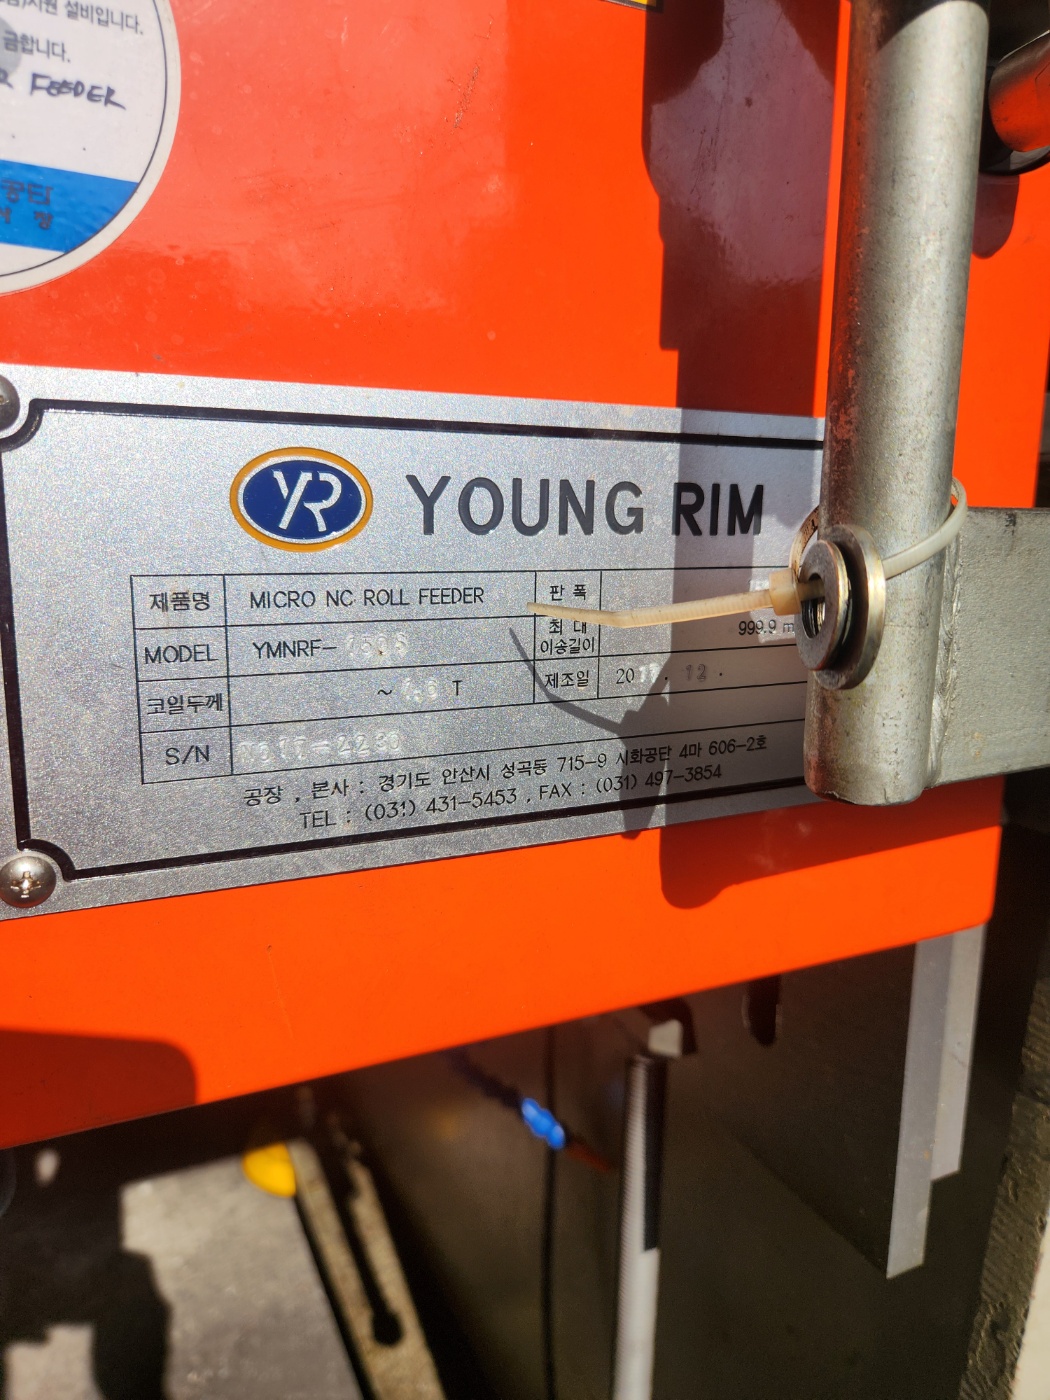 지원 설비입니다.
금합니다.
FEEDER
YR YOUNG RIM
제품명 MICRO NC ROLL FEEDER 판 폭
MODEL YMNRF- 최 대 이송길이 999.9 m
코일두께 ~ T 제조일 20 . 12 .
S/N
공장 , 본사 : 경기도 안산시 성곡동 715-9 시화공단 4마 606-2호
TEL : (031) 431-5453 , FAX : (031) 497-3854